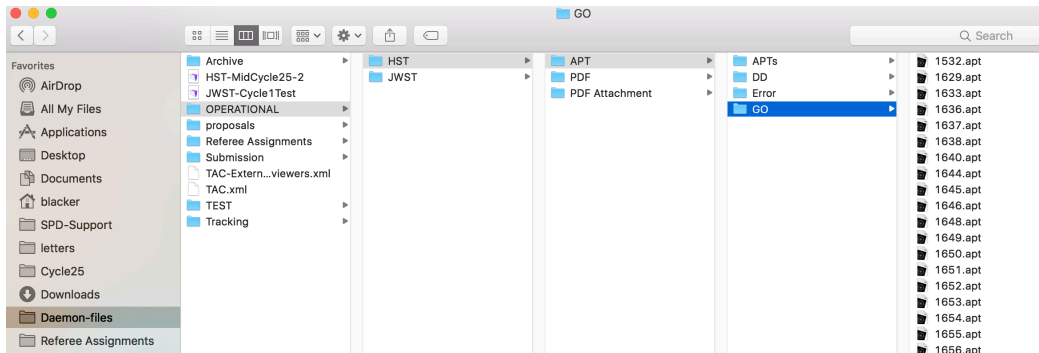 GO
Search
Favorites
AirDrop
All My Files
Applications
Desktop
Documents
blacker
SPD-Support
letters
Cycle25
Downloads
Daemon-files
Referee Assignments
Archive
HST-MidCycle25-2
JWST-Cycle1Test
OPERATIONAL
proposals
Referee Assignments
Submission
TAC-Extern...viewers.xml
TAC.xml
TEST
Tracking
HST
JWST
APT
PDF
PDF Attachment
APTs
DD
Error
GO
1532.apt
1629.apt
1633.apt
1636.apt
1637.apt
1638.apt
1640.apt
1644.apt
1645.apt
1646.apt
1648.apt
1649.apt
1650.apt
1651.apt
1652.apt
1653.apt
1654.apt
1655.apt
1656.apt